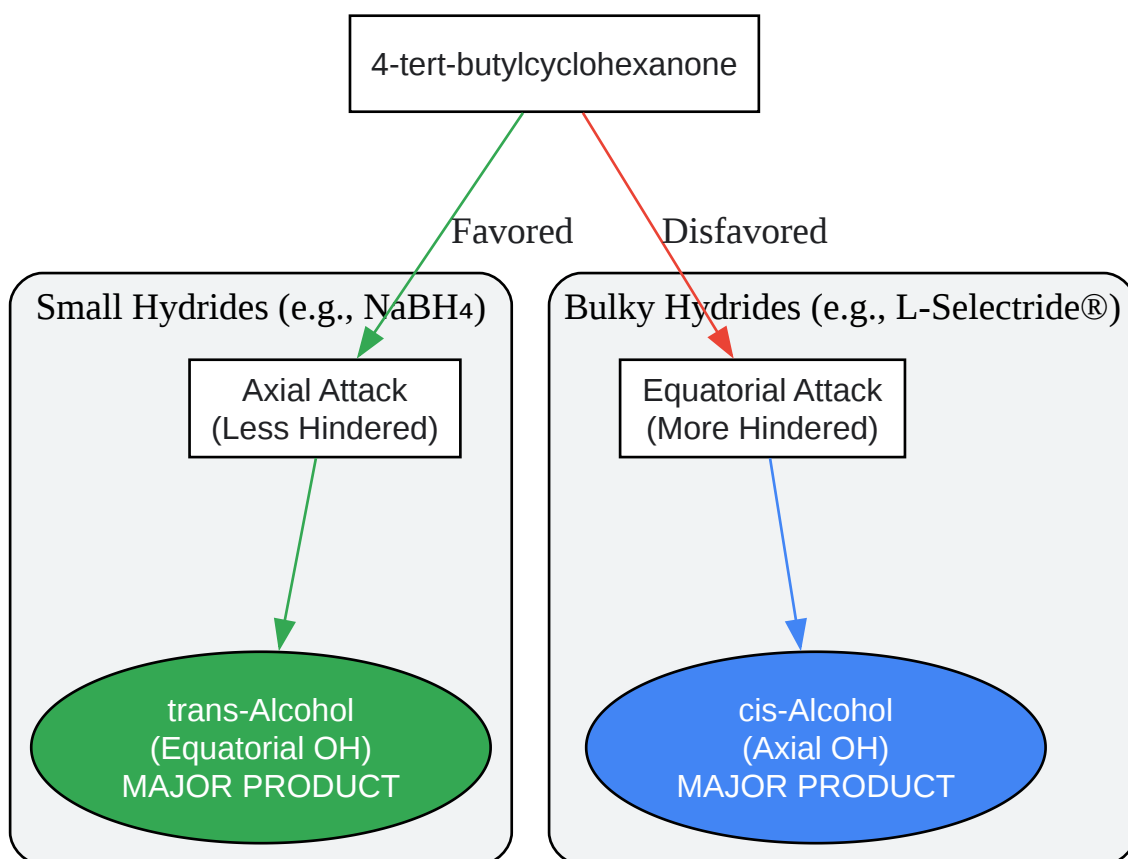 4-tert-butylcyclohexanone
Favored
Disfavored
Small Hydrides (e.g., NaBH₄)
Bulky Hydrides (e.g., L-Selectride®)
Axial Attack
(Less Hindered)
Equatorial Attack
(More Hindered)
trans-Alcohol
(Equatorial OH)
MAJOR PRODUCT
cis-Alcohol
(Axial OH)
MAJOR PRODUCT